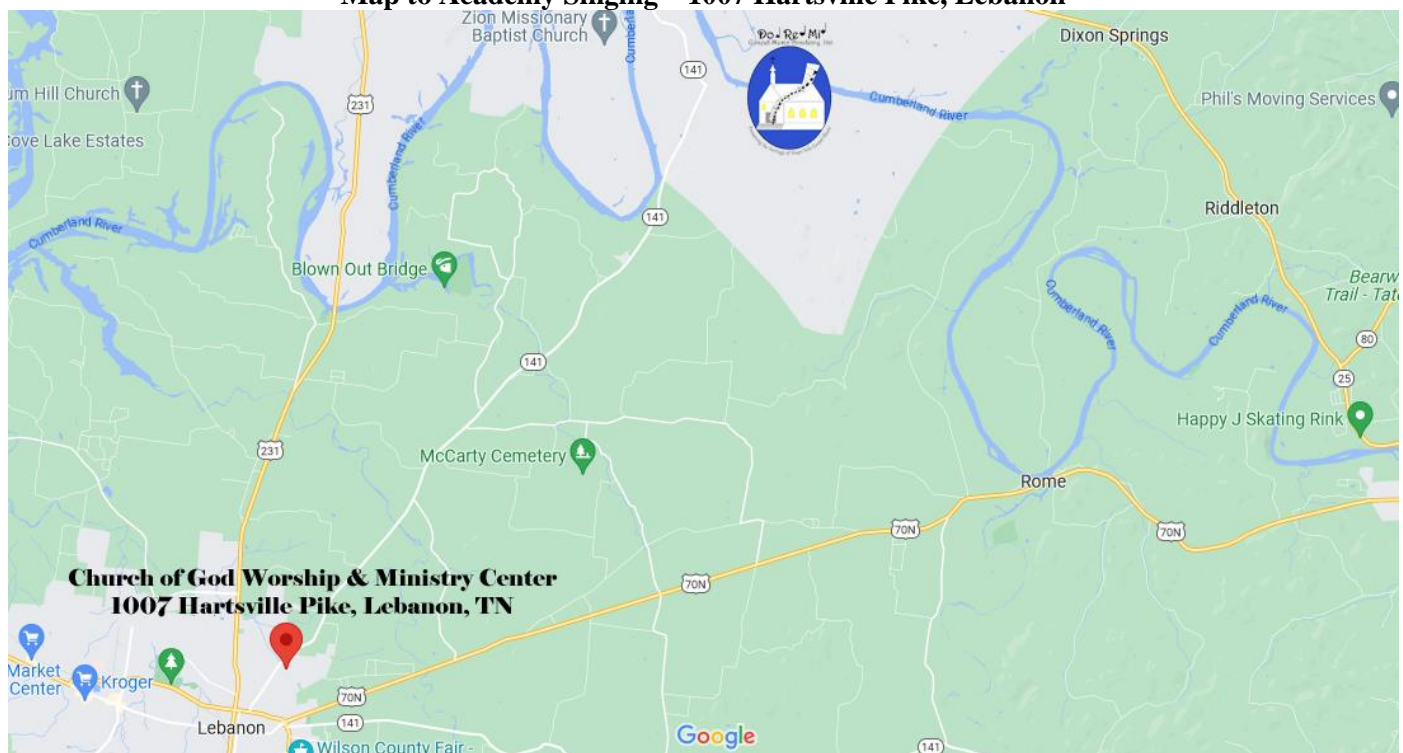 Map to Academy Singing – 1007 Hartsville Pike, Lebanon
Zion Missionary
Baptist Church
Cumberland
141
Do Re Mi
Dixon Springs
um Hill Church
231
Cumberland River
Phil's Moving Services
Cove Lake Estates
Cumberland River
141
Riddleton
Cumberland River
Blown Out Bridge
Bearw
Trail - Tate
Cumberland River
Cumberland River
80
141
25
Happy J Skating Rink
231
McCarty Cemetery
Rome
70N
70N
Church of God Worship & Ministry Center
1007 Hartsville Pike, Lebanon, TN
70N
Market
Center
Kroger
70N
Lebanon
141
Google
Wilson County Fair -
141